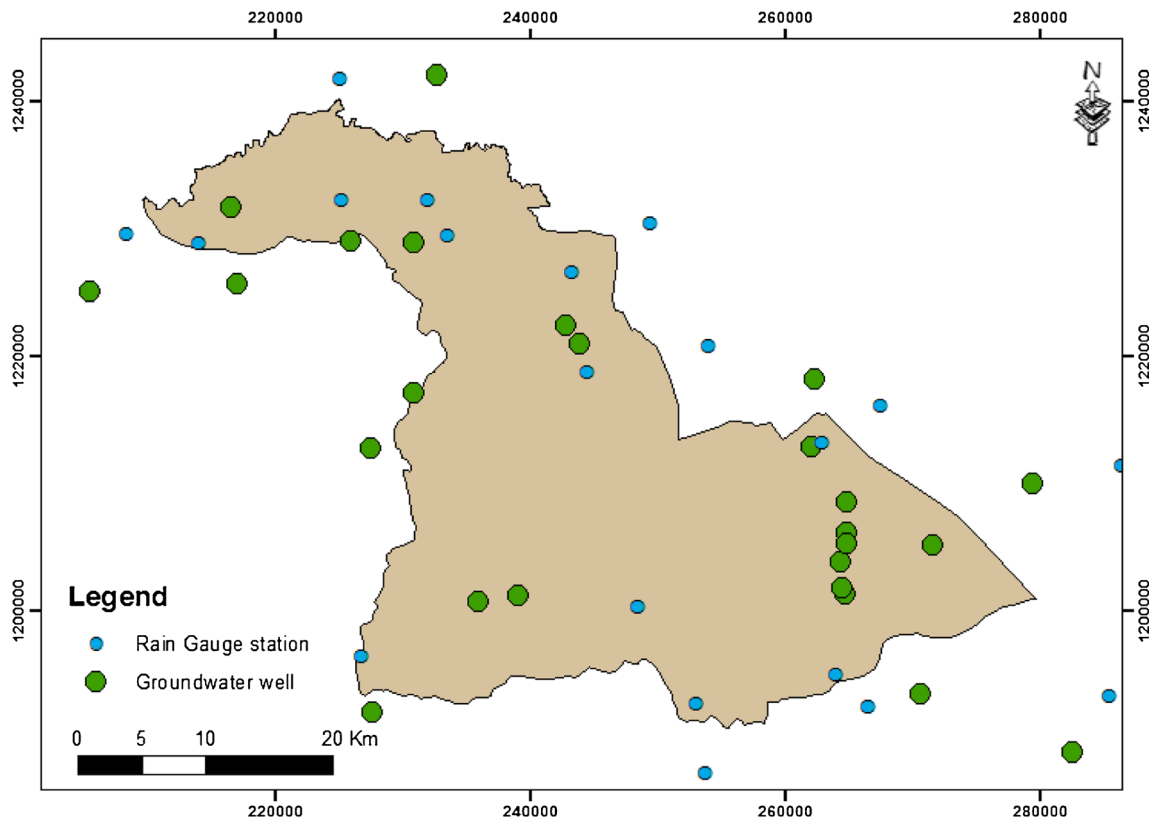 220000 240000 260000 280000
N
1240000 1240000
1220000 1220000
1200000 1200000
Legend
Rain Gauge station
Groundwater well
0 5 10 20 Km
220000 240000 260000 280000